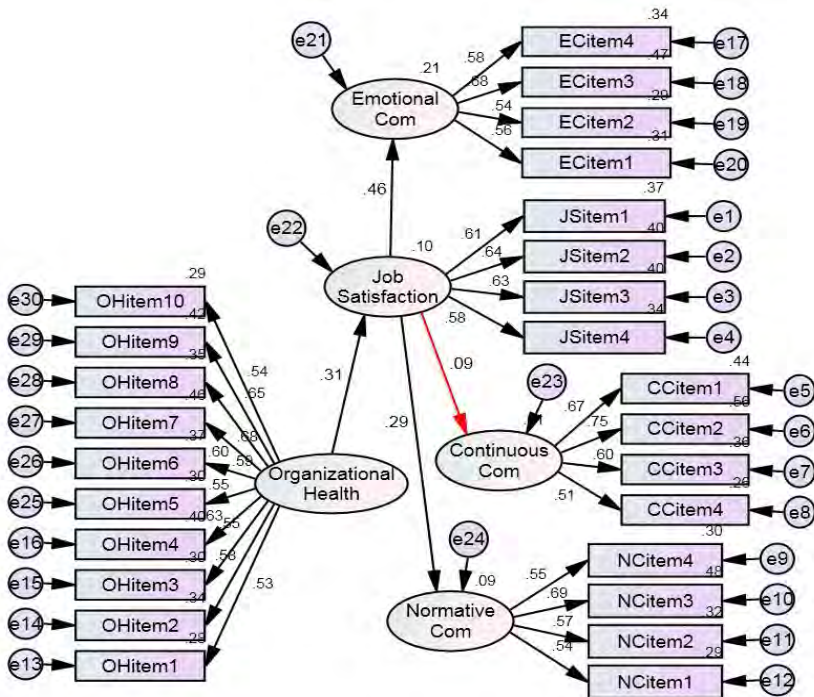 .34
e21
.58
ECitem4
e17
.47
.21
.68
ECitem3
e18
.29
Emotional
Com
.54
ECitem2
e19
.31
.56
ECitem1
e20
.46
.37
e22
.10
.61
JSitem1
e1
.40
.64
JSitem2
e2
.40
Job
Satisfaction
.63
JSitem3
e3
.34
.58
JSitem4
e4
.29
e30
OHitem10
.42
e29
OHitem9
.35
e28
OHitem8
.46
e27
OHitem7
.37
e26
OHitem6
.30
e25
OHitem5
.40
e16
OHitem4
.30
e15
OHitem3
.34
e14
OHitem2
.29
e13
OHitem1
.54
.65
.68
.60
.59
.55
.63
.55
.58
.53
Organizational
Health
.31
.09
.29
.44
e23
.67
CCitem1
e5
.56
.75
CCitem2
e6
Continuous
Com
.60
CCitem3
e7
.26
.51
CCitem4
e8
.30
e24
.55
NCitem4
e9
.48
.09
.69
NCitem3
e10
.32
Normative
Com
.57
NCitem2
e11
.29
.54
NCitem1
e12